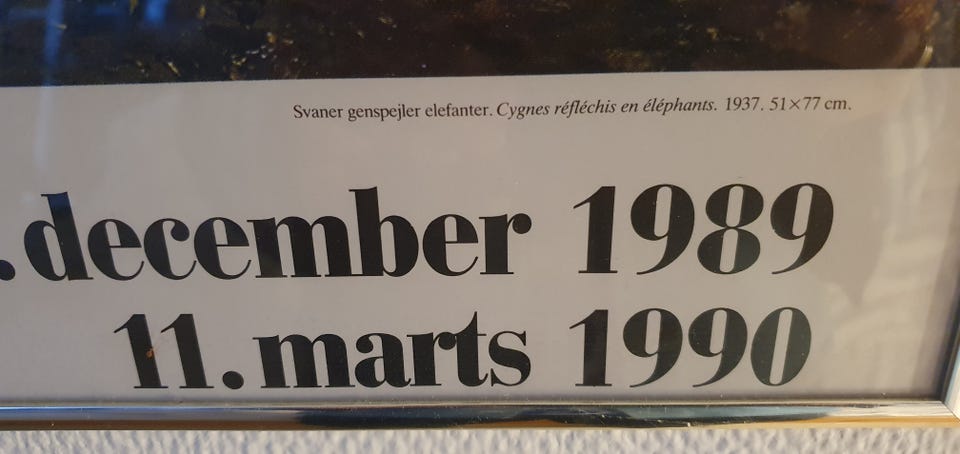 Svaner genspejler elefanter. Cygnes réfléchis en éléphants. 1937. 51×77 cm.
. december 1989
11. marts 1990